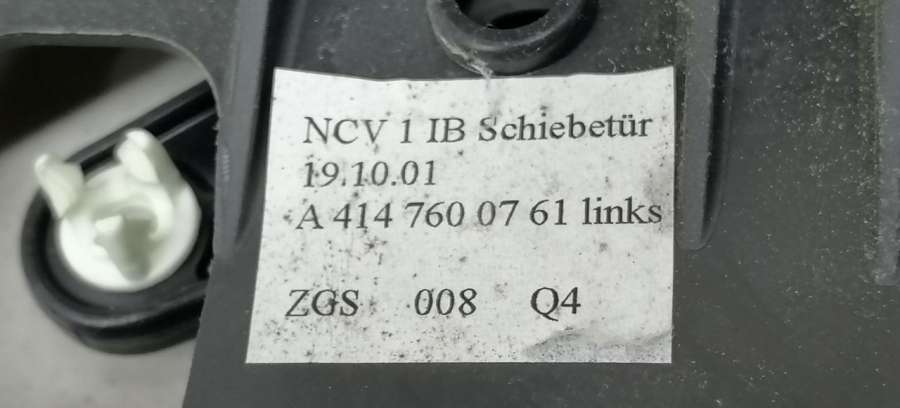 NCV 1 IB Schiebetür
19.10.01
A 414 760 07 61 links
ZGS 008 Q4